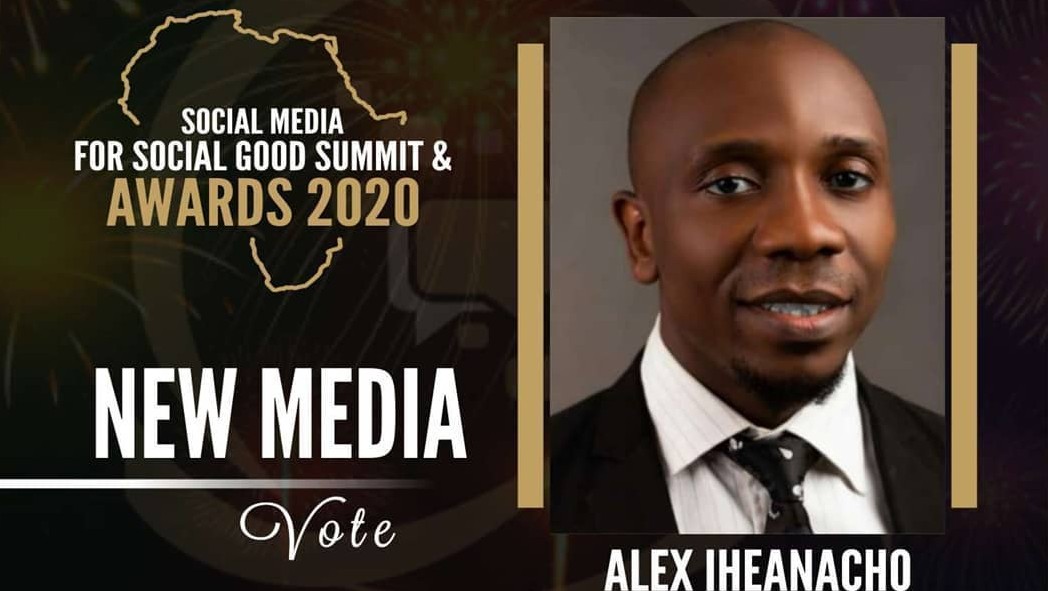 SOCIAL MEDIA
FOR SOCIAL GOOD SUMMIT &
AWARDS 2020
NEW MEDIA
Vote
ALEX IHEANACHO